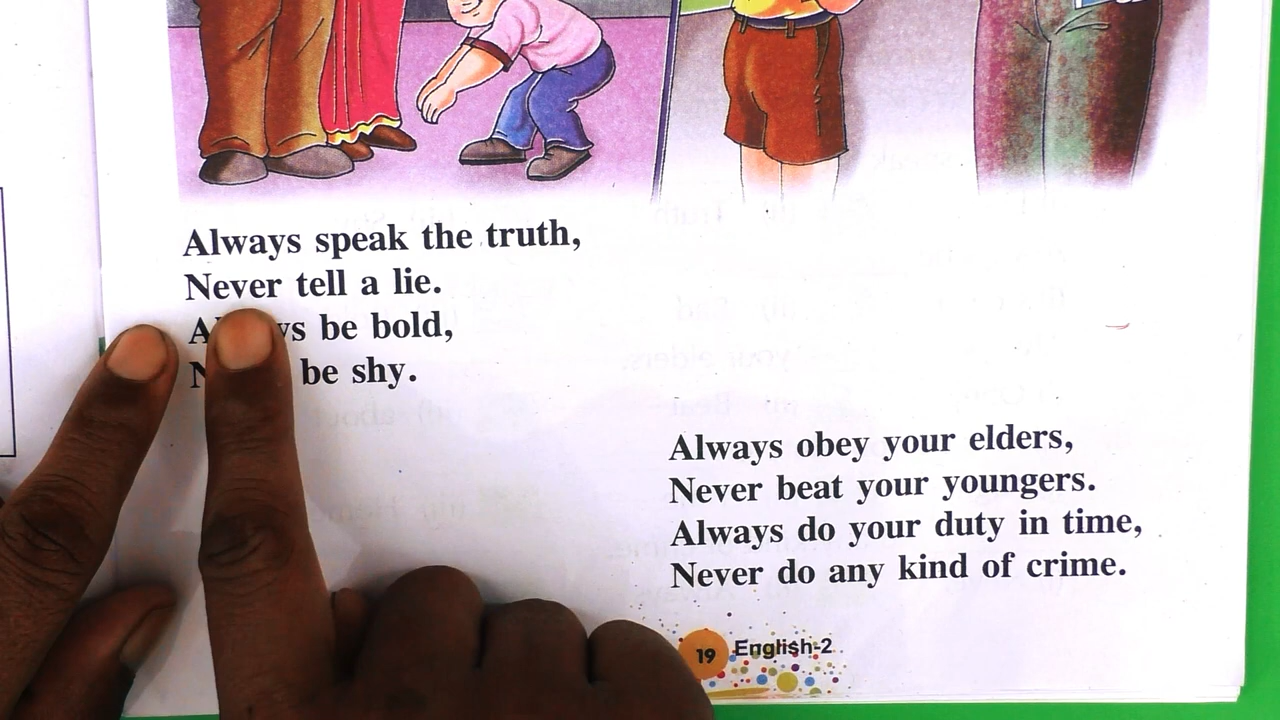 Always speak the truth,
Never tell a lie.
be bold,
be shy.
Always obey your elders,
Never beat your youngers.
Always do your duty in time,
Never do any kind of crime.
19 English-2